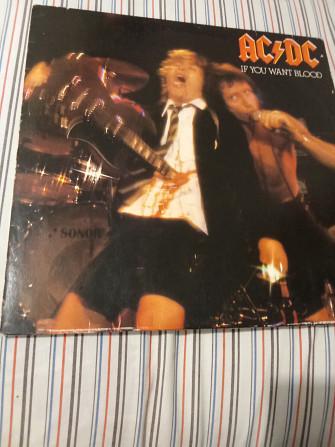 AC DC
IF YOU WANT BLOOD
SONOR